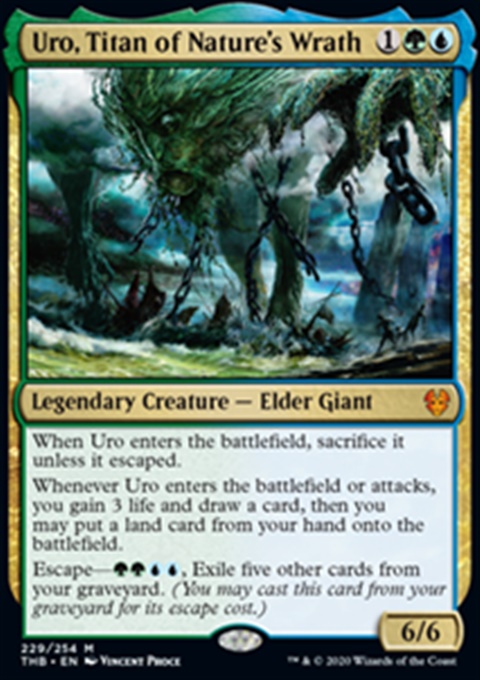 Uro, Titan of Nature's Wrath 1
Legendary Creature — Elder Giant
When Uro enters the battlefield, sacrifice it
unless it escaped.
Whenever Uro enters the battlefield or attacks,
you gain 3 life and draw a card, then you
may put a land card from your hand onto the
battlefield.
Escape—, Exile five other cards from
your graveyard. (You may cast this card from your
graveyard for its escape cost.)
6/6
229/254 M
THB • EN Vincent Proce
™ & © 2020 Wizards of the Coast